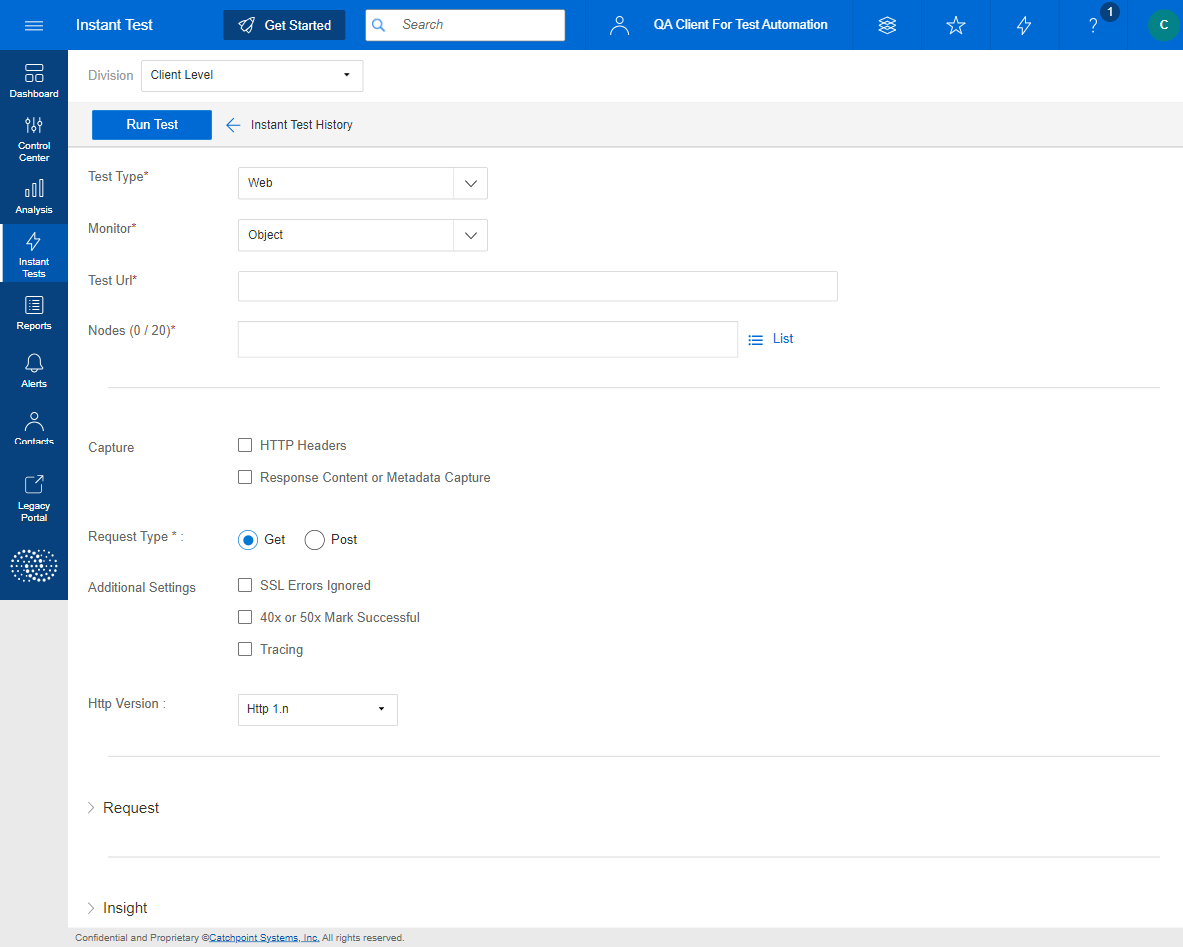 Instant Test
Get Started
Search
QA Client For Test Automation
?
1
C
Dashboard
Control
Center
Analysis
Instant
Tests
Reports
Alerts
Contacts
Legacy
Portal
Division
Client Level
Run Test
Instant Test History
Test Type*
Web
Monitor*
Object
Test Url*
Nodes (0 / 20)*
List
Capture
HTTP Headers
Response Content or Metadata Capture
Request Type * :
Get
Post
Additional Settings
SSL Errors Ignored
40x or 50x Mark Successful
Tracing
Http Version :
Http 1.n
Request
Insight
Confidential and Proprietary ©Catchpoint Systems, Inc. All rights reserved.